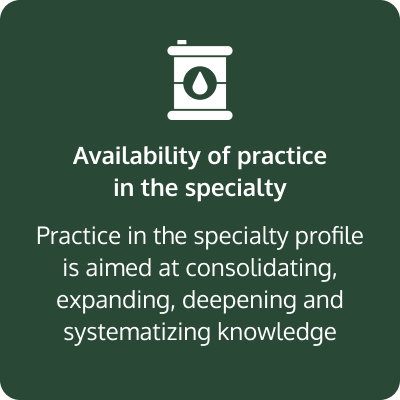 Availability of practice
in the specialty
Practice in the specialty profile
is aimed at consolidating,
expanding, deepening and
systematizing knowledge